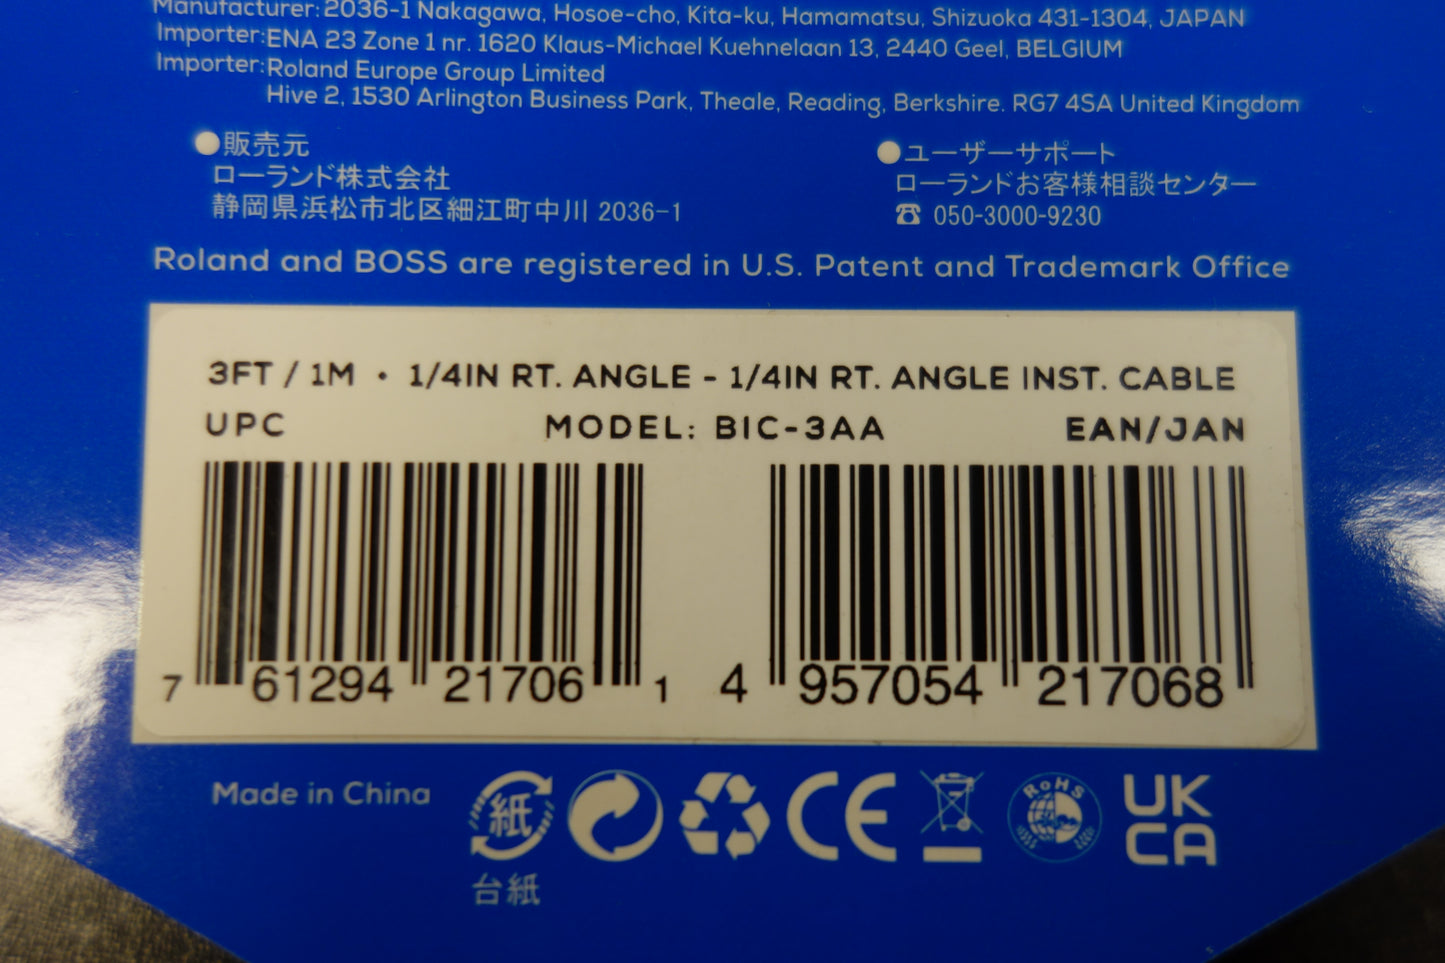 Manufacturer: 2036-1 Nakagawa, Hosoe-cho, Kita-ku, Hamamatsu, Shizuoka 431-1304, JAPAN
Importer: ENA 23 Zone 1 nr. 1620 Klaus-Michael Kuehnelaan 13, 2440 Geel, BELGIUM
Importer: Roland Europe Group Limited
Hive 2, 1530 Arlington Business Park, Theale, Reading, Berkshire. RG7 4SA United Kingdom
●販売元
ローランド株式会社
静岡県浜松市北区細江町中川 2036-1
●ユーザーサポート
ローランドお客様相談センター
☎ 050-3000-9230
Roland and BOSS are registered in U.S. Patent and Trademark Office
3FT / 1M • 1/4IN RT. ANGLE - 1/4IN RT. ANGLE INST. CABLE
UPC MODEL: BIC-3AA EAN/JAN
7 61294 21706 1 4 957054 217068
Made in China
紙
台紙
CE
RoHS
UK
CA